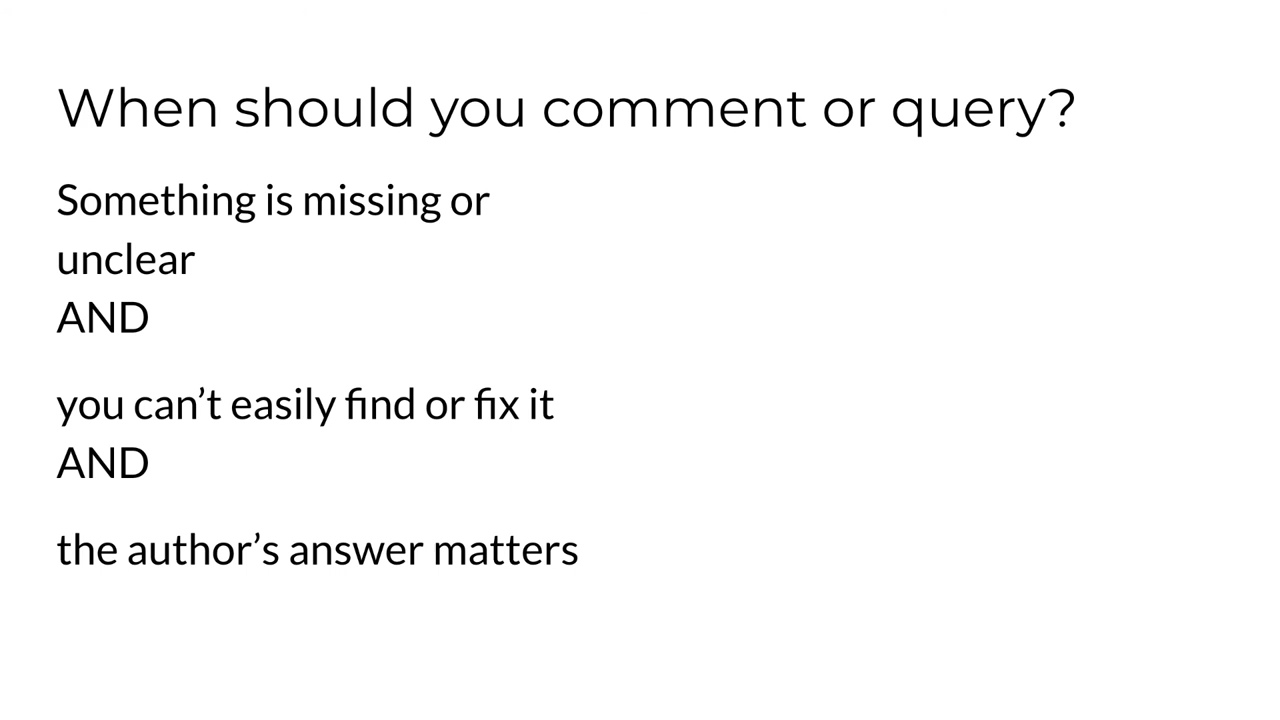 When should you comment or query?
Something is missing or
unclear
AND
you can’t easily find or fix it
AND
the author’s answer matters